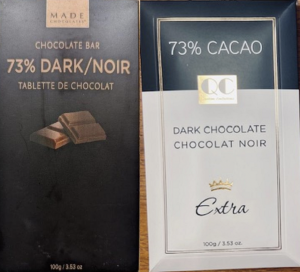 MADE
CHOCOLATIER
CHOCOLATE BAR
73% DARK/NOIR
TABLETTE DE CHOCOLAT
100g / 3.53 oz
73% CACAO
DARK CHOCOLATE
CHOCOLAT NOIR
Extra
100g / 3.53 oz.